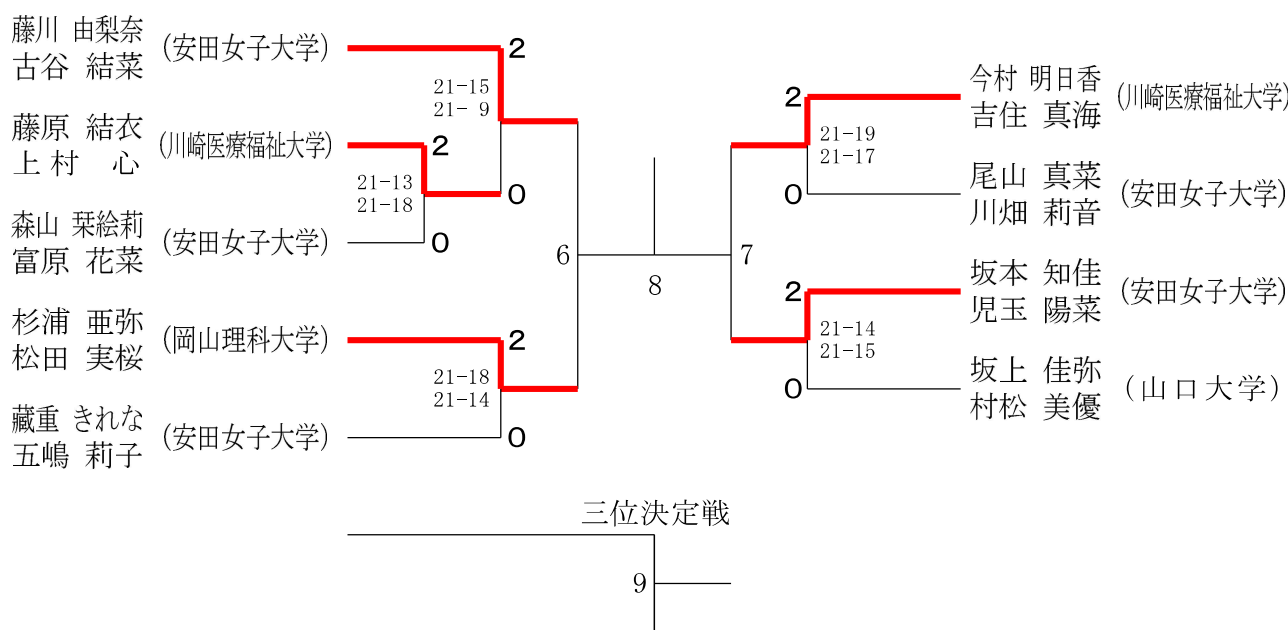 藤川 由梨奈
古谷 結菜
(安田女子大学)
2
21-15
21- 9
0
藤原 結衣
上村 心
(川崎医療福祉大学)
2
21-13
21-18
0
森山 栞絵莉
富原 花菜
(安田女子大学)
杉浦 亜弥
松田 実桜
(岡山理科大学)
2
21-18
21-14
0
藏重 きれな
五嶋 莉子
(安田女子大学)
6
8
7
今村 明日香
吉住 真海
(川崎医療福祉大学)
2
21-19
21-17
0
尾山 真菜
川畑 莉音
(安田女子大学)
坂本 知佳
児玉 陽菜
(安田女子大学)
2
21-14
21-15
0
坂上 佳弥
村松 美優
(山口大学)
三位決定戦
9